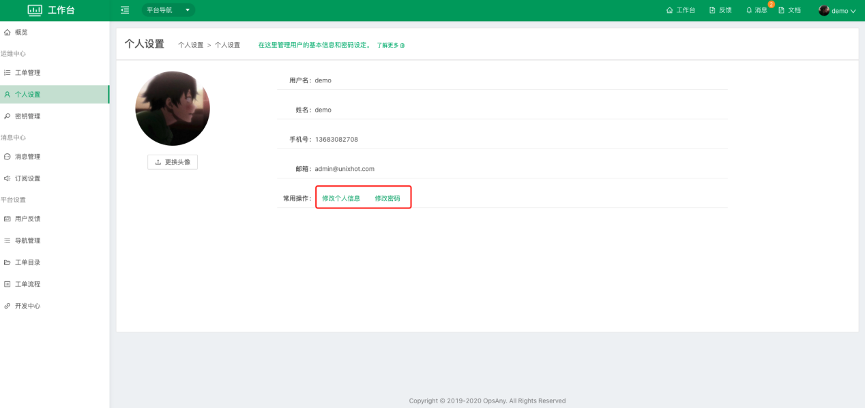 工作台
平台导航
工作台
反馈
消息
文档
demo
概览
运维中心
工单管理
个人设置
密钥管理
消息中心
消息管理
订阅设置
平台设置
用户反馈
导航管理
工单目录
工单流程
开发中心
个人设置 个人设置 > 个人设置 在这里管理用户的基本信息和密码设定。 了解更多
更换头像
用户名: demo
姓名: demo
手机号: 13683082708
邮箱: admin@unixhot.com
常用操作: 修改个人信息 修改密码
Copyright © 2019-2020 OpsAny. All Rights Reserved